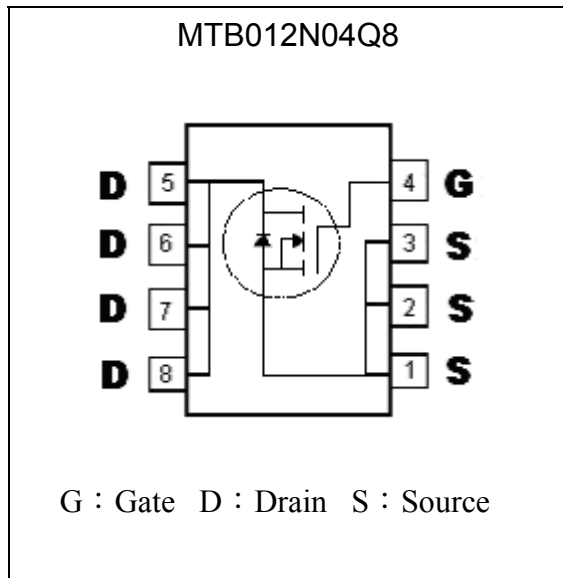 MTB012N04Q8
D 5 4 G
D 6 3 S
D 7 2 S
D 8 1 S
G：Gate D：Drain S：Source